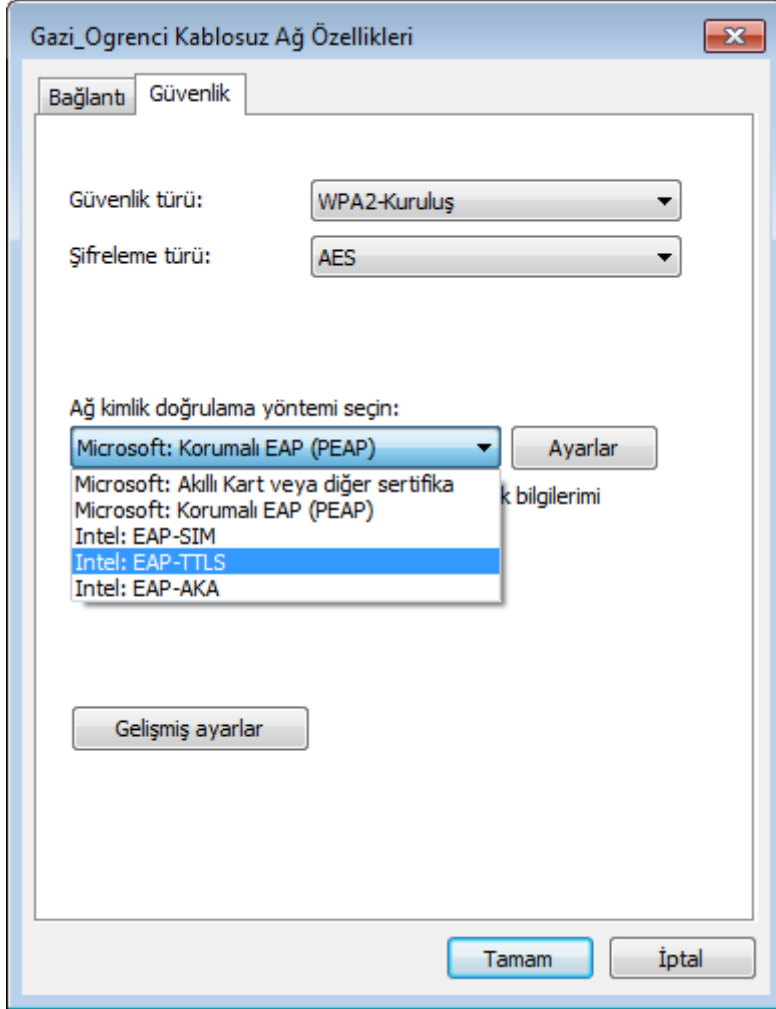 Gazi_Ogrenci Kablosuz Ağ Özellikleri
Bağlantı Güvenlik
Güvenlik türü: WPA2-Kuruluş
Şifreleme türü: AES
Ağ kimlik doğrulama yöntemi seçin:
Microsoft: Korumalı EAP (PEAP) Ayarlar
Microsoft: Akıllı Kart veya diğer sertifika
k bilgilerimi
Microsoft: Korumalı EAP (PEAP)
Intel: EAP-SIM
Intel: EAP-TTLS
Intel: EAP-AKA
Gelişmiş ayarlar
Tamam İptal